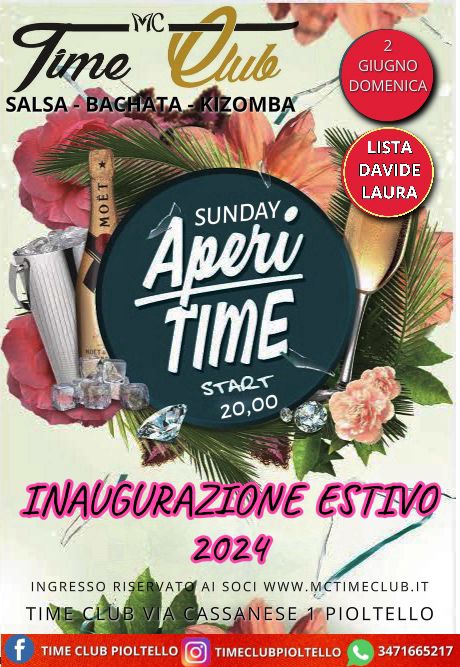 MC
Time Club
SALSA - BACHATA - KIZOMBA
2
GIUGNO
DOMENICA
LISTA
DAVIDE
LAURA
MOËT
SUNDAY
Aperi
TIME
START
20,00
INAUGURAZIONE ESTIVO
2024
INGRESSO RISERVATO AI SOCI WWW.MCTIMECLUB.IT
TIME CLUB VIA CASSANESE 1 PIOLTELLO
TIME CLUB PIOLTELLO TIMECLUBPIOLTELLO 3471665217